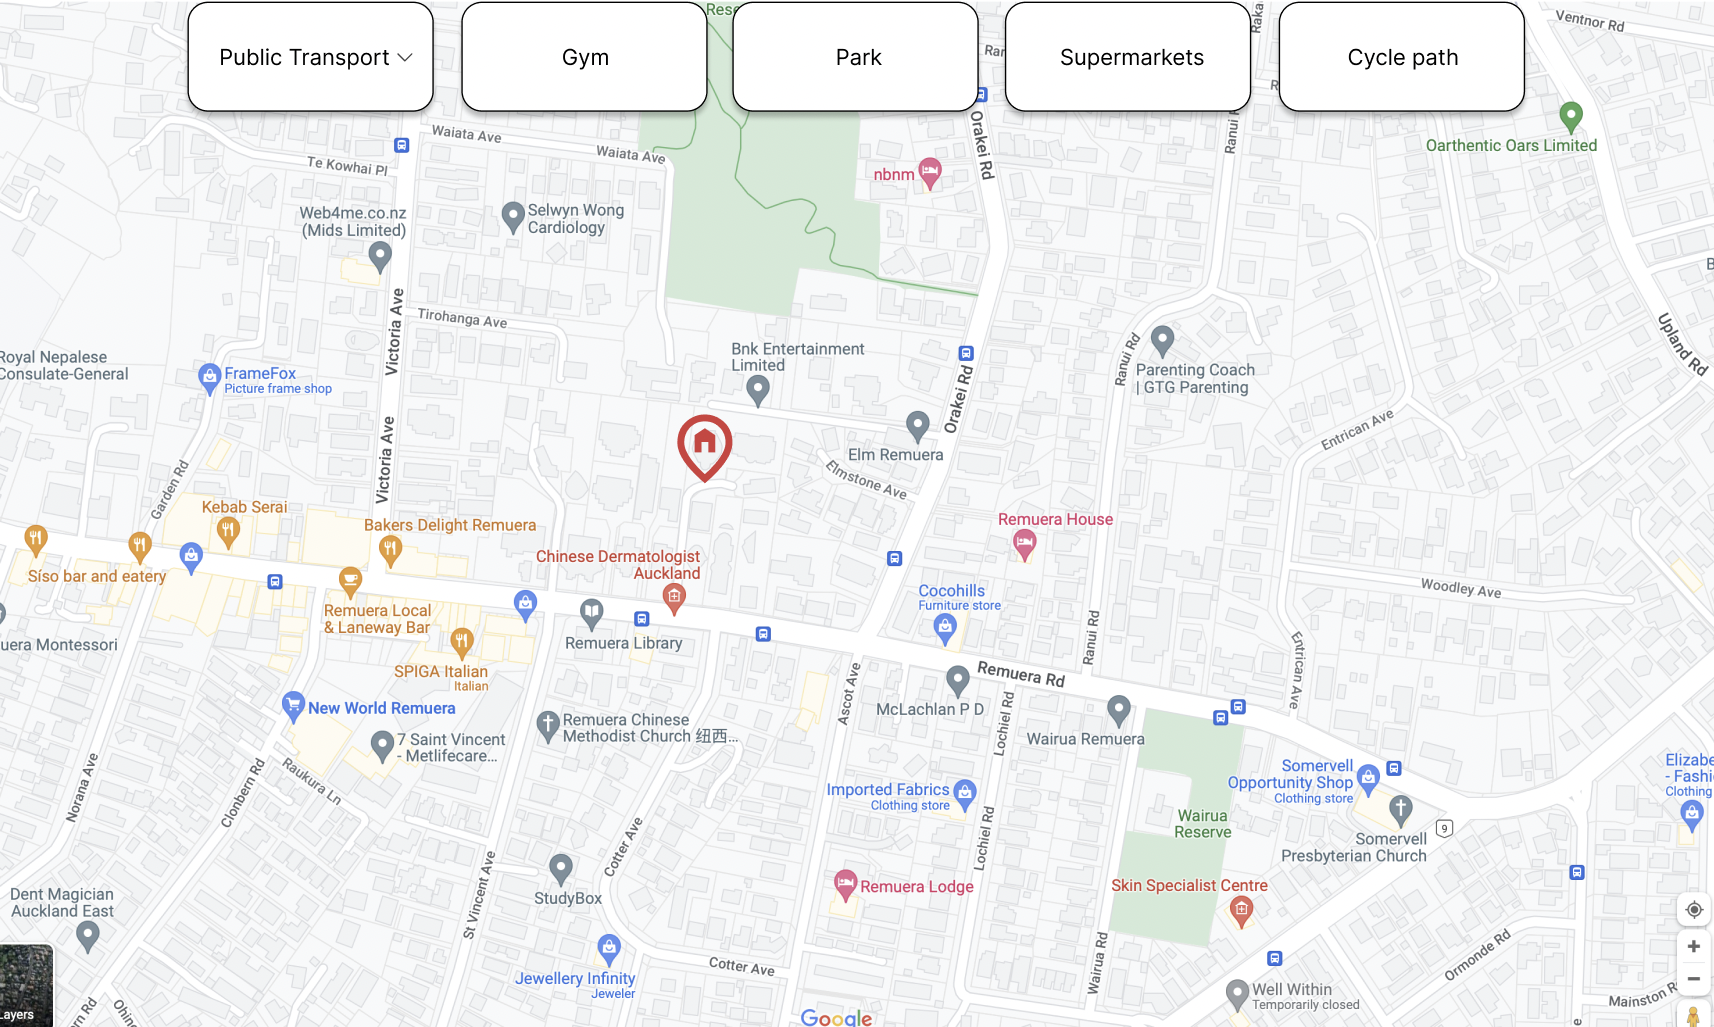 Public Transport
Gym
Park
Supermarkets
Cycle path
Ventnor Rd
Orakei Rd
Oarthentic Oars Limited
Waiata Ave
Waiata Ave
Te Kowhai Pl
nbnm
Web4me.co.nz
(Mids Limited)
Selwyn Wong
Cardiology
Victoria Ave
Tirohanga Ave
Upland Rd
Royal Nepalese
Consulate-General
FrameFox
Picture frame shop
Bnk Entertainment
Limited
Orakei Rd
Ranui Rd
Parenting Coach
| GTG Parenting
Entrican Ave
Victoria Ave
Elm Remuera
Elmstone Ave
Garden Rd
Kebab Serai
Bakers Delight Remuera
Remuera House
Chinese Dermatologist
Auckland
Síso bar and eatery
Cocohills
Furniture store
Woodley Ave
Remuera Local
& Laneway Bar
Remuera Library
uera Montessori
Ranui Rd
Entrican Ave
SPIGA Italian
Italian
Remuera Rd
Ascot Ave
McLachlan P D
Lochiel Rd
New World Remuera
Remuera Chinese
Methodist Church 纽西...
Wairua Remuera
7 Saint Vincent
- Metlifecare...
Norana Ave
Clonbern Rd
Raukura Ln
Imported Fabrics
Clothing store
Somervell
Opportunity Shop
Clothing store
Elizabe
- Fashi
Clothing
Wairua
Reserve
9
Somervell
Presbyterian Church
Cotter Ave
Lochiel Rd
St Vincent Ave
StudyBox
Remuera Lodge
Skin Specialist Centre
Dent Magician
Auckland East
Jewellery Infinity
Jeweler
Cotter Ave
Wairua Rd
Ormonde Rd
Well Within
Temporarily closed
Mainston R
Layers
Google